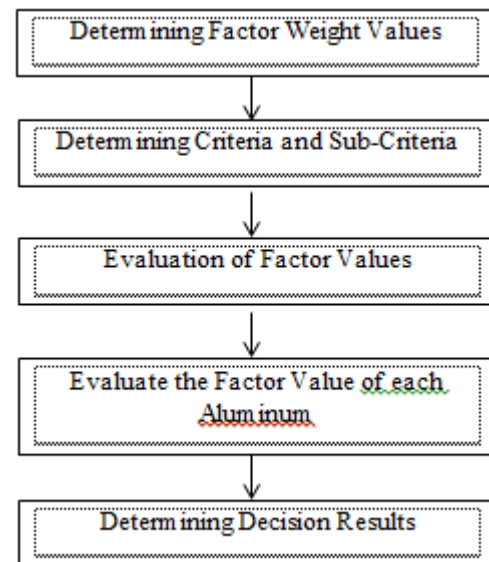 Determining Factor Weight Values
Determining Criteria and Sub-Criteria
Evaluation of Factor Values
Evaluate the Factor Value of each
Aluminum
Determining Decision Results